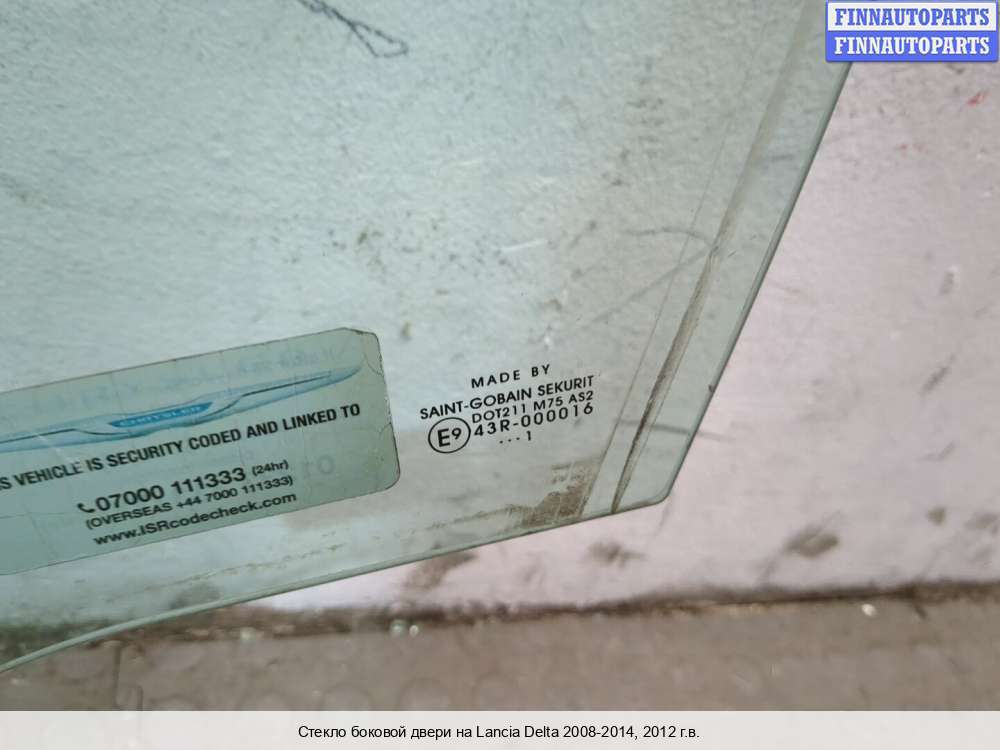 FINNAUTOPARTS
FINNAUTOPARTS
MADE BY
SAINT-GOBAIN SEKURIT
DOT211 M75 AS2
E9 43R-000016
...1
CHRYSLER
VEHICLE IS SECURITY CODED AND LINKED TO
07000 111333 (24hr)
(OVERSEAS +44 7000 111333)
www.ISRcodecheck.com
Стекло боковой двери на Lancia Delta 2008-2014, 2012 г.в.